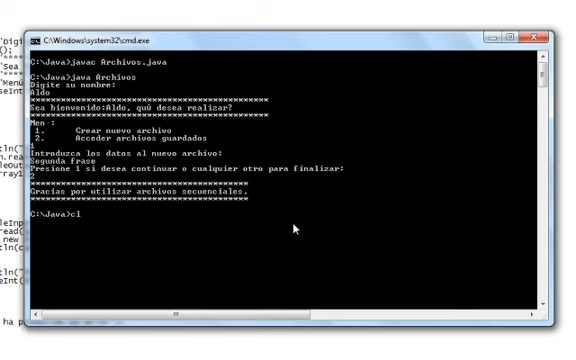 C:\Windows\system32\cmd.exe
C:\Java>javac Archivos.java
C:\Java>java Archivos
Digite su nombre:
Aldo
*******************************************
Sea bienvenido:Aldo, qué desea realizar?
*******************************************
Men :
1. Crear nuevo archivo
2. Acceder archivos guardados
1
Introduzca los datos al nuevo archivo:
Segunda frase
Presione 1 si desea continuar o cualquier otro para finalizar:
2
***************************************
Gracias por utilizar archivos secuenciales.
***************************************
C:\Java>cl